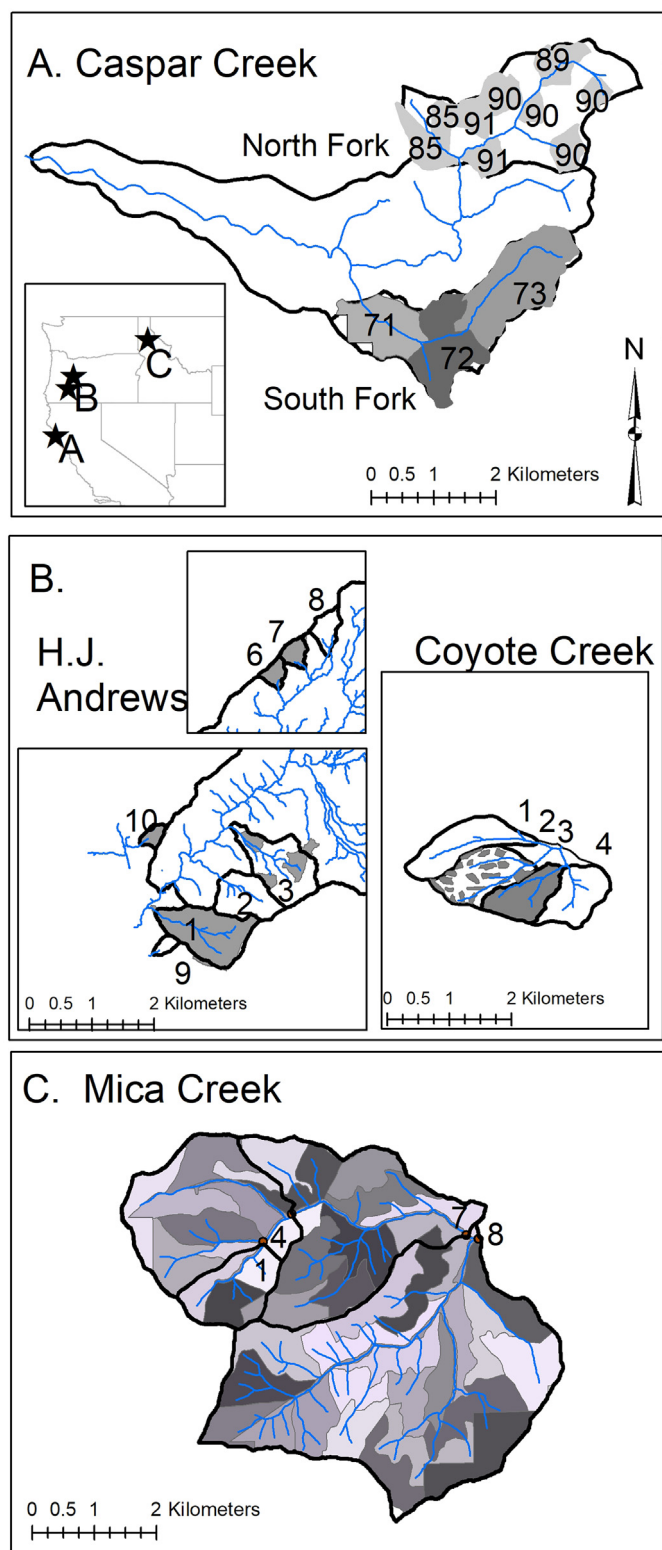 A. Caspar Creek
89
90
90
85
91
90
North Fork
85
91
90
73
71
72
South Fork
C
B
A
N
0 0.5 1 2 Kilometers
B.
H.J.
Andrews
8
7
6
Coyote Creek
10
3
2
1
9
0 0.5 1 2 Kilometers
1
2
3
4
0 0.5 1 2 Kilometers
C. Mica Creek
7
4
8
1
0 0.5 1 2 Kilometers